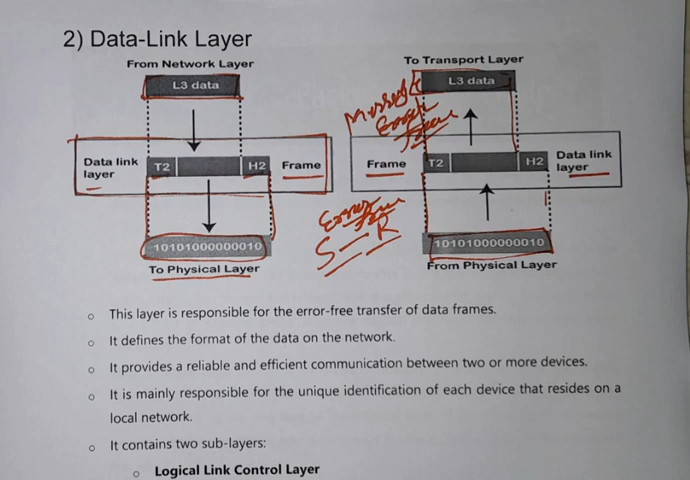 2) Data-Link Layer
From Network Layer
To Transport Layer
L3 data
L3 data
Data link
layer
T2
H2
Frame
Frame
T2
H2
Data link
layer
Error
free
S — R
10101000000010
10101000000010
To Physical Layer
From Physical Layer
o This layer is responsible for the error-free transfer of data frames.
o It defines the format of the data on the network.
o It provides a reliable and efficient communication between two or more devices.
o It is mainly responsible for the unique identification of each device that resides on a
local network.
o It contains two sub-layers:
o Logical Link Control Layer